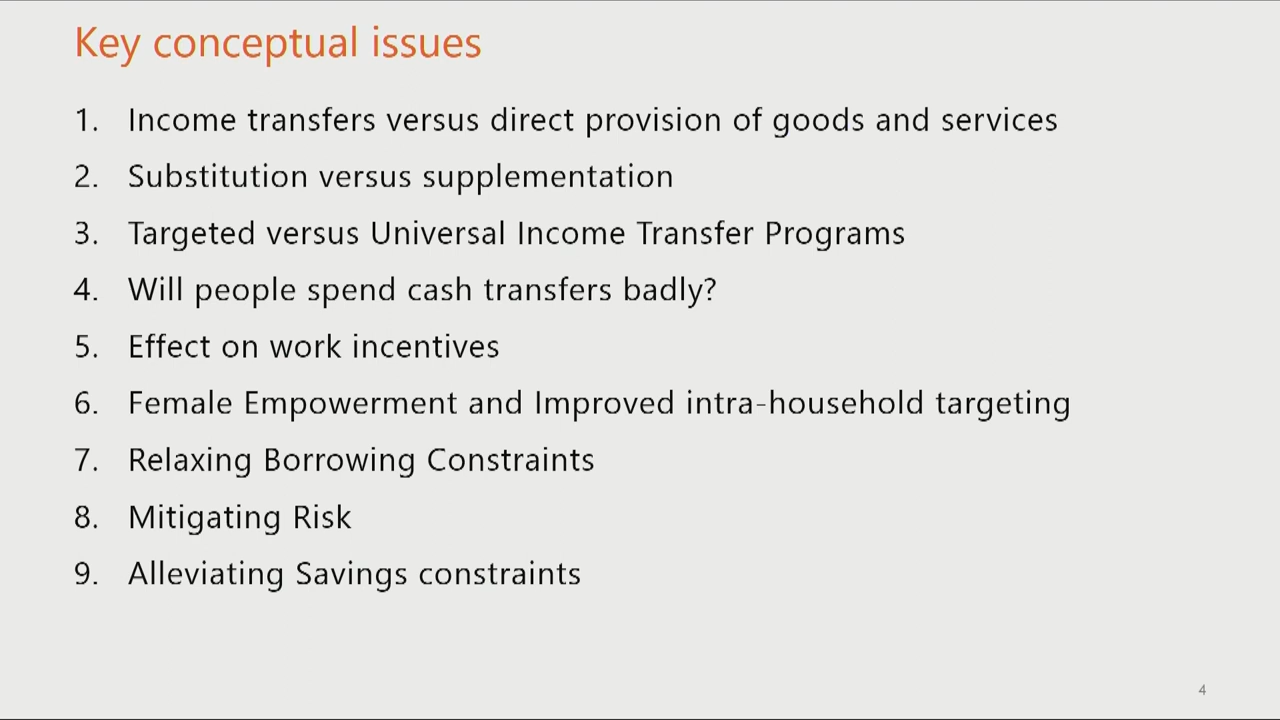 Key conceptual issues
1. Income transfers versus direct provision of goods and services
2. Substitution versus supplementation
3. Targeted versus Universal Income Transfer Programs
4. Will people spend cash transfers badly?
5. Effect on work incentives
6. Female Empowerment and Improved intra-household targeting
7. Relaxing Borrowing Constraints
8. Mitigating Risk
9. Alleviating Savings constraints
4